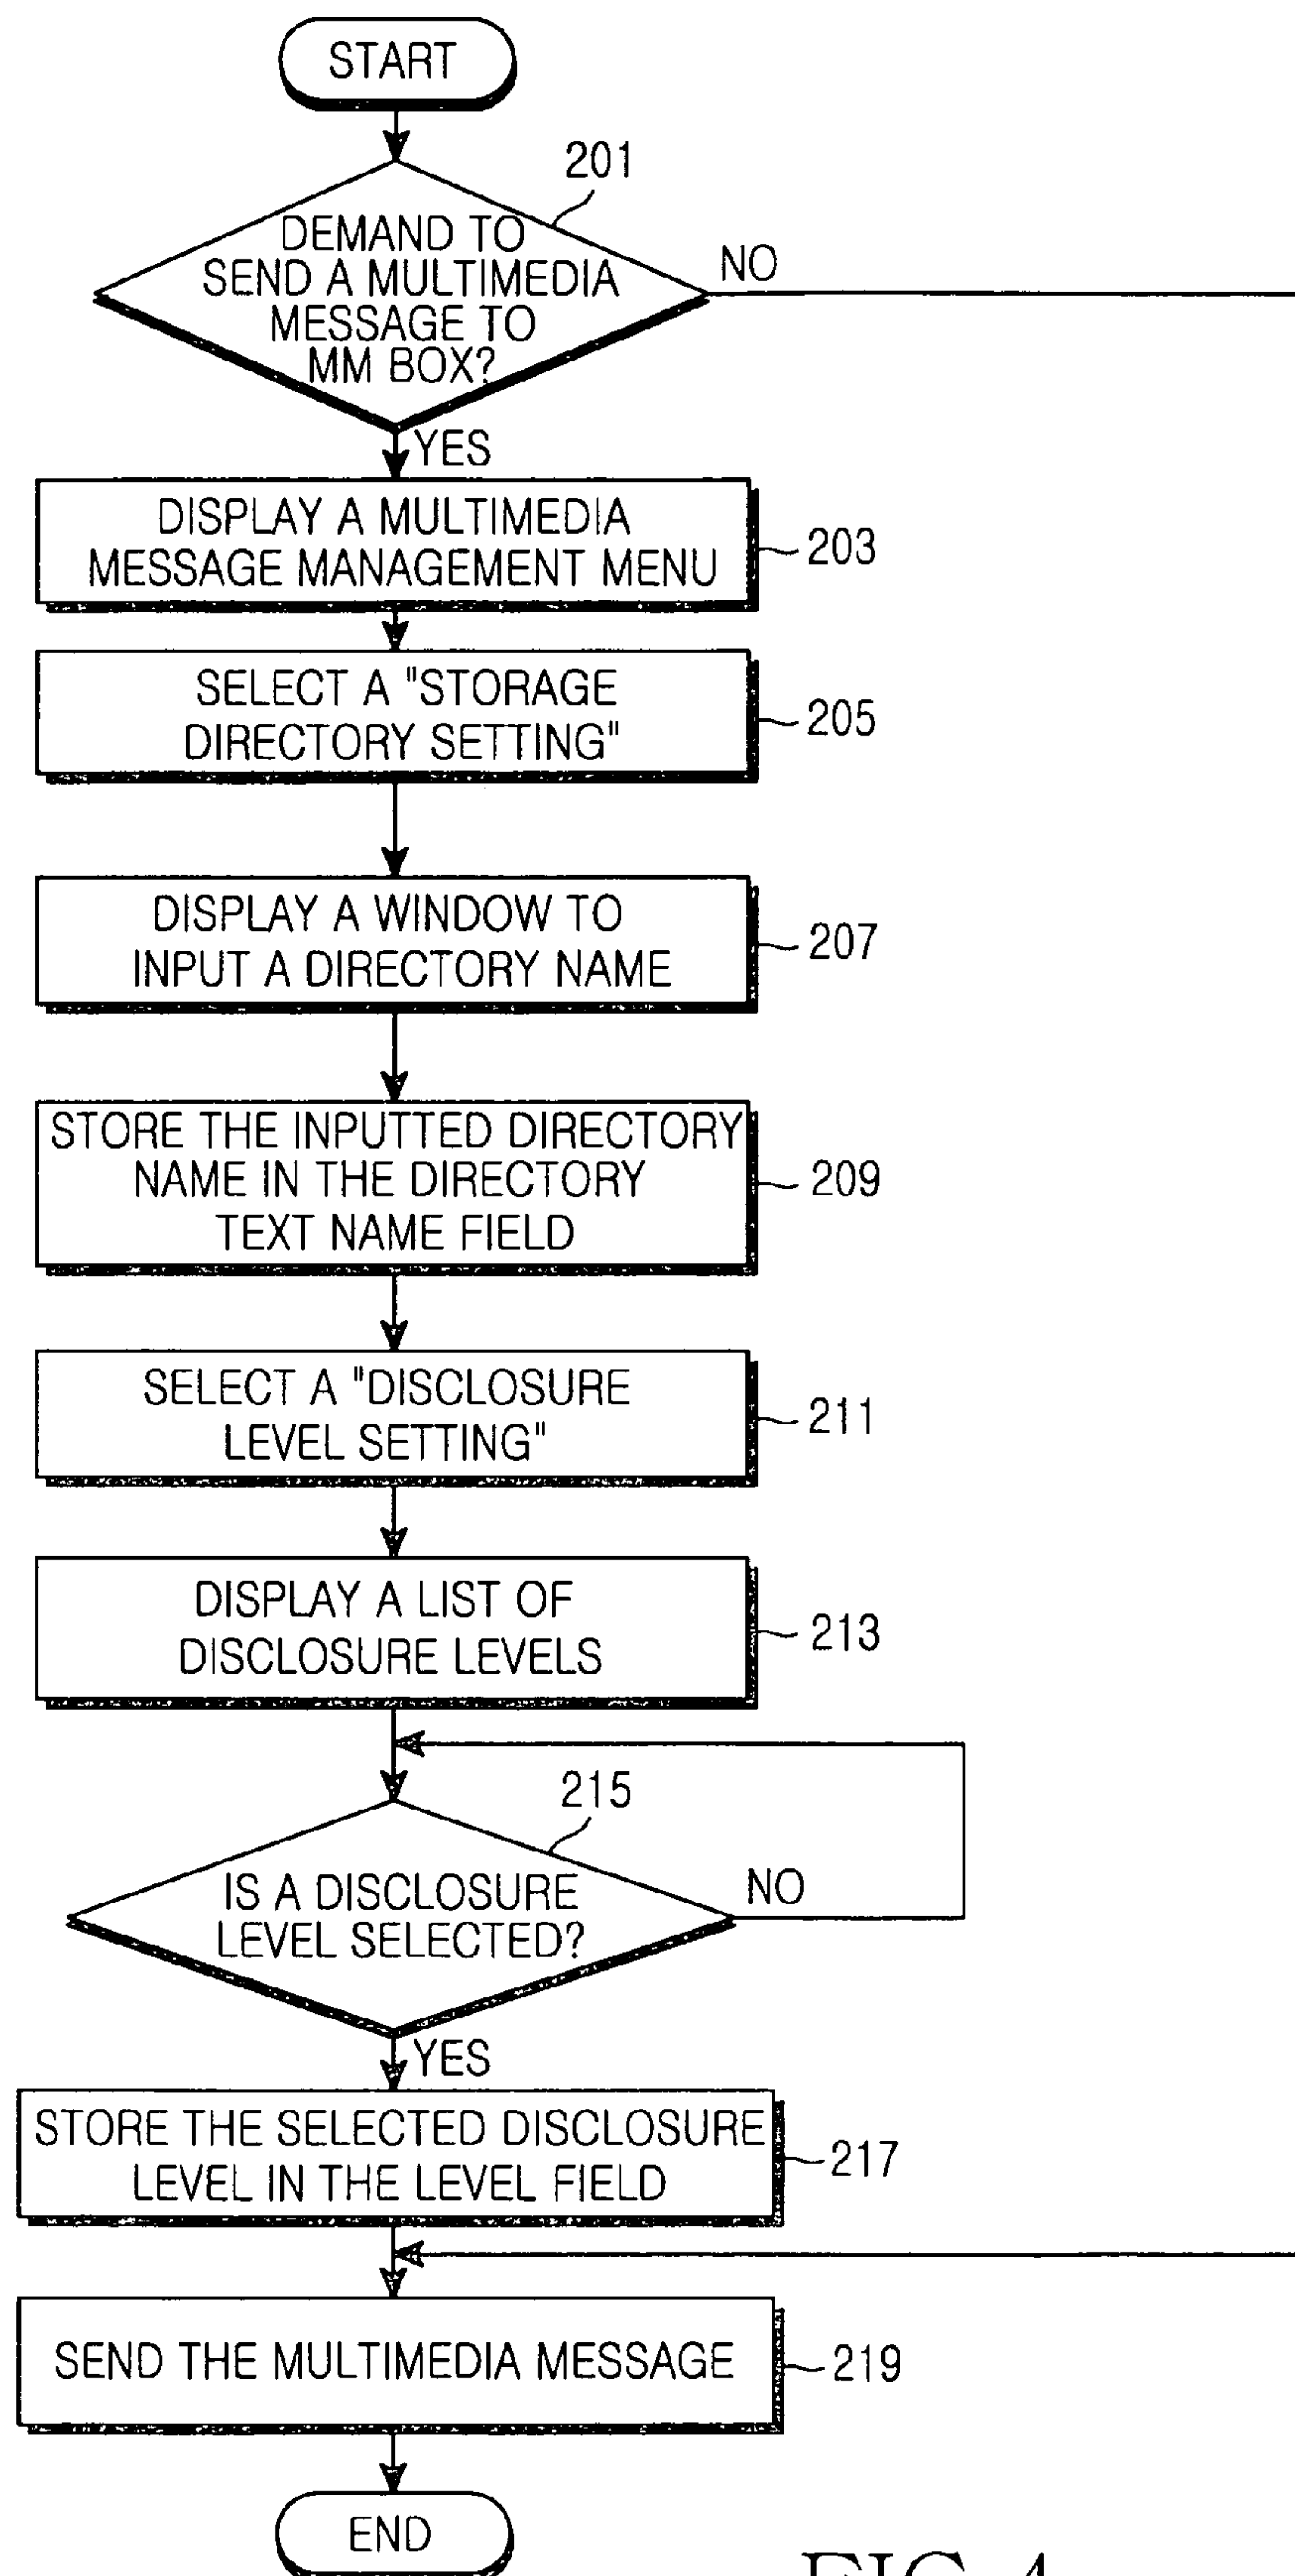 START
201
DEMAND TO
SEND A MULTIMEDIA
MESSAGE TO
MM BOX?
NO
YES
DISPLAY A MULTIMEDIA
MESSAGE MANAGEMENT MENU
203
SELECT A "STORAGE
DIRECTORY SETTING"
205
DISPLAY A WINDOW TO
INPUT A DIRECTORY NAME
207
STORE THE INPUTTED DIRECTORY
NAME IN THE DIRECTORY
TEXT NAME FIELD
209
SELECT A "DISCLOSURE
LEVEL SETTING"
211
DISPLAY A LIST OF
DISCLOSURE LEVELS
213
215
IS A DISCLOSURE
LEVEL SELECTED?
NO
YES
STORE THE SELECTED DISCLOSURE
LEVEL IN THE LEVEL FIELD
217
SEND THE MULTIMEDIA MESSAGE
219
END
FIG. 4